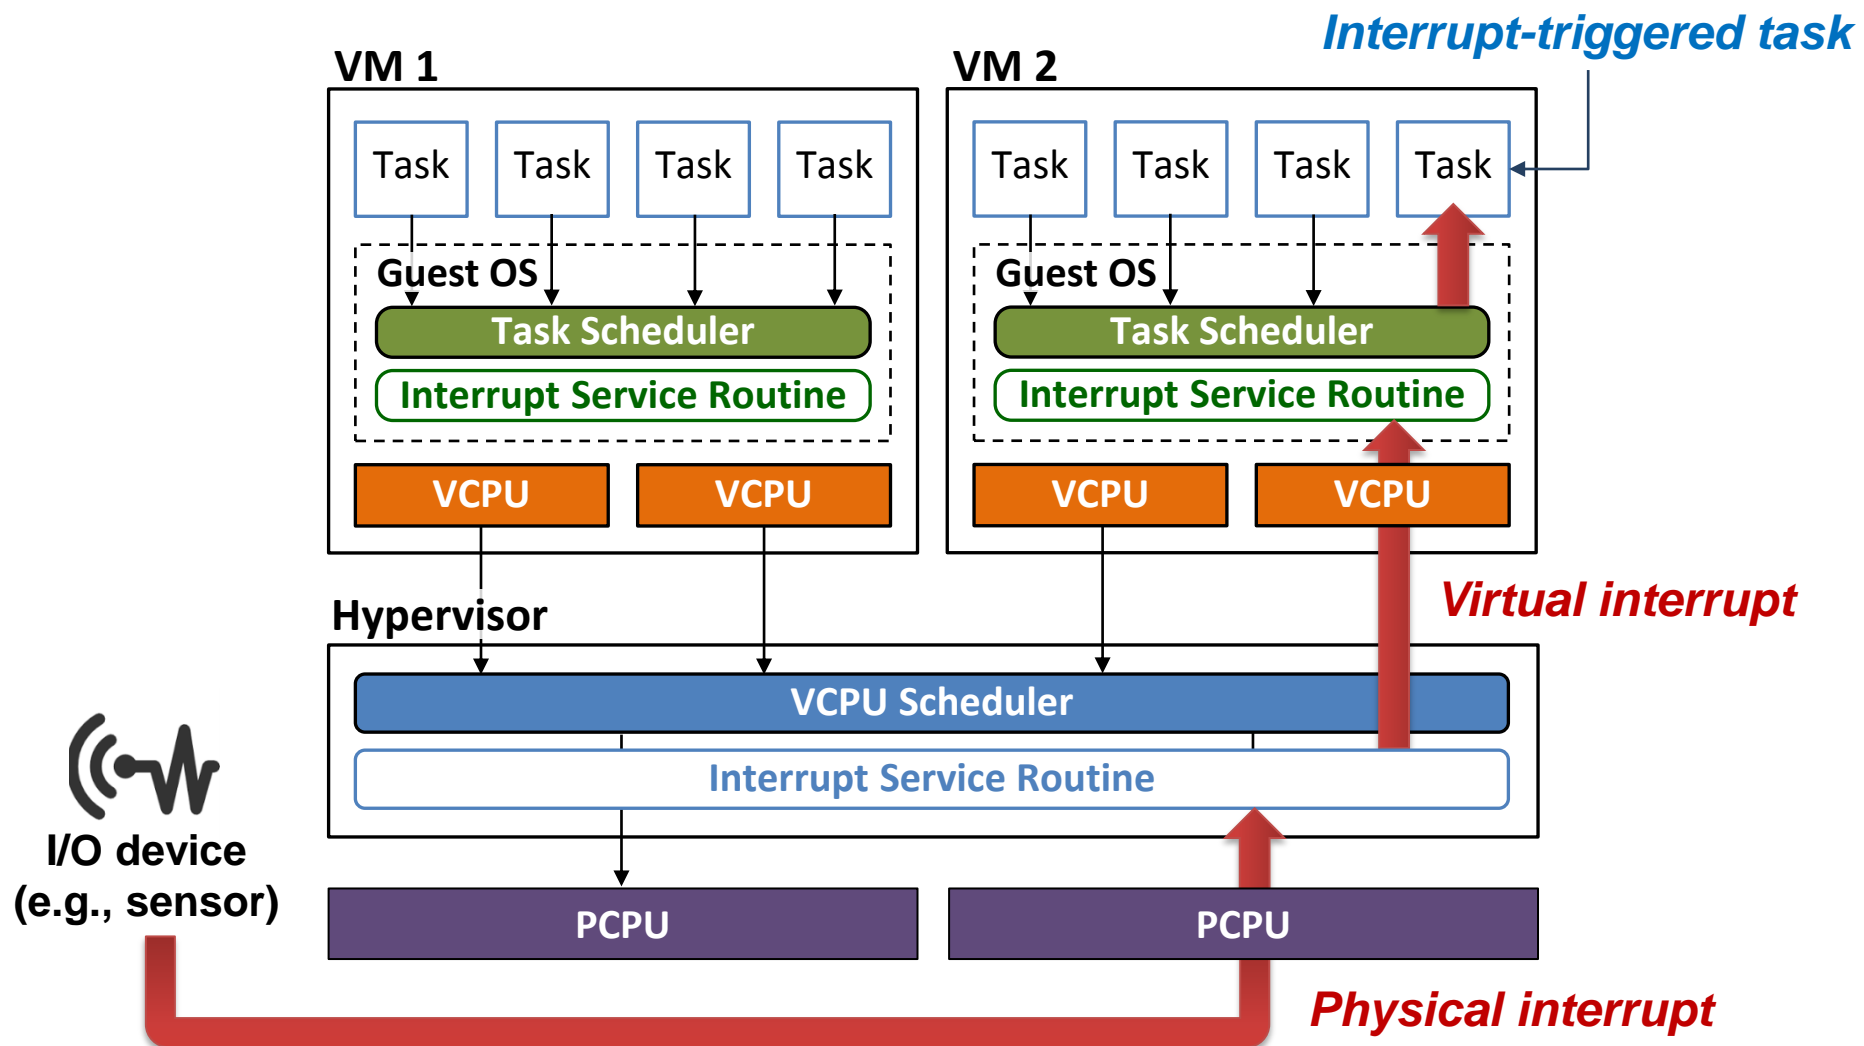 Interrupt-triggered task
VM 1
VM 2
Task Task Task Task
Task Task Task Task
Guest OS
Task Scheduler
Interrupt Service Routine
Guest OS
Task Scheduler
Interrupt Service Routine
VCPU VCPU
VCPU VCPU
Virtual interrupt
Hypervisor
VCPU Scheduler
Interrupt Service Routine
I/O device
(e.g., sensor)
PCPU
PCPU
Physical interrupt